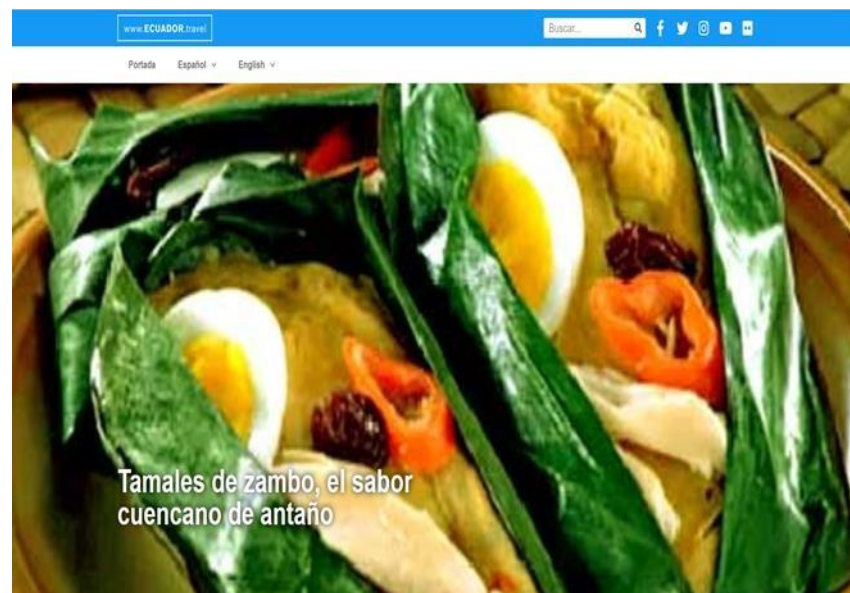 www.ECUADOR.travel
Buscar...
Portada Español English
Tamales de zambo, el sabor
cuencano de antaño